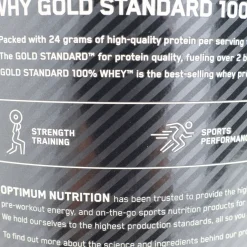 WHY GOLD STANDARD 100
Packed with 24 grams of high-quality protein per serving
The GOLD STANDARD™ for protein quality, fueling over 2 b
GOLD STANDARD 100% WHEY™ is the best-selling whey pr
STRENGTH
TRAINING
SPORTS
PERFORMANC
OPTIMUM NUTRITION has been trusted to provide the hig
pre-workout energy, and on-the-go sports nutrition products for
We hold ourselves to the highest production standards, all so you
To find out more about the science and ingredients behind our pr